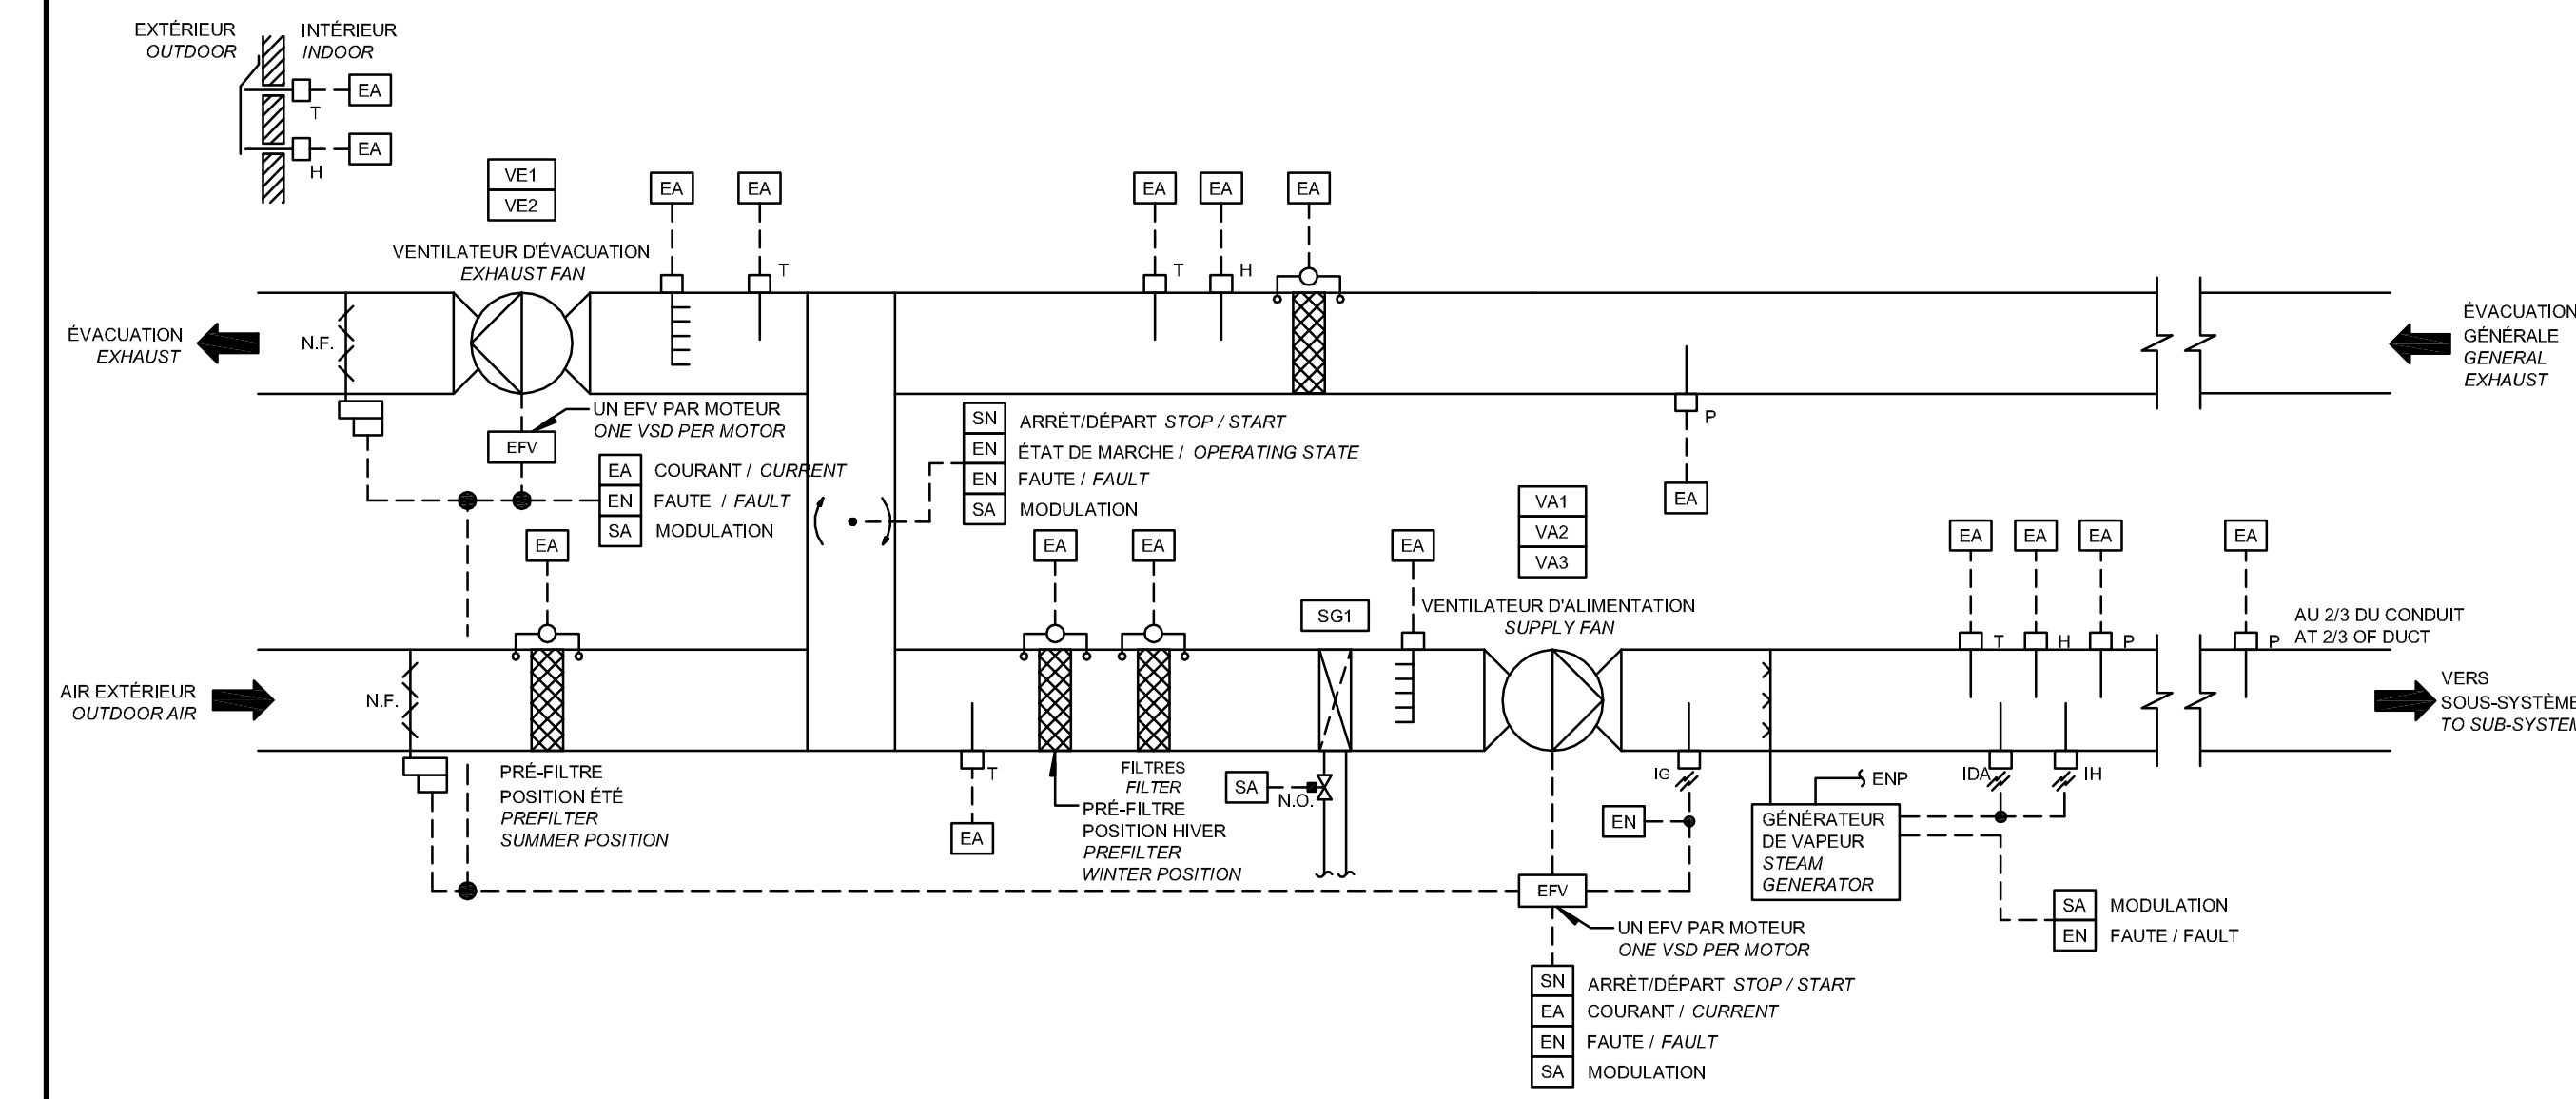 EXTÉRIEUR
OUTDOOR
INTÉRIEUR
INDOOR
EA
T
EA
H
VE1
VE2
VENTILATEUR D'ÉVACUATION
EXHAUST FAN
EA
EA
T
EA
T
EA
H
EA
ÉVACUATION
EXHAUST
N.F.
ÉVACUATION
GÉNÉRALE
GENERAL
EXHAUST
UN EFV PAR MOTEUR
ONE VSD PER MOTOR
EFV
EA COURANT / CURRENT
EN FAUTE / FAULT
SA MODULATION
SN ARRÈT/DÉPART STOP / START
EN ÉTAT DE MARCHE / OPERATING STATE
EN FAUTE / FAULT
SA MODULATION
P
EA
EA
EA
EA
EA
VA1
VA2
VA3
VENTILATEUR D'ALIMENTATION
SUPPLY FAN
SG1
EA
T
EA
H
EA
P
EA
P
AU 2/3 DU CONDUIT
AT 2/3 OF DUCT
AIR EXTÉRIEUR
OUTDOOR AIR
N.F.
VERS
SOUS-SYSTÈME
TO SUB-SYSTEM
PRÉ-FILTRE
POSITION ÉTÉ
PREFILTER
SUMMER POSITION
T
EA
FILTRES
FILTER
PRÉ-FILTRE
POSITION HIVER
PREFILTER
WINTER POSITION
SA
N.O.
IG
EN
ENP
IDA
IH
GÉNÉRATEUR
DE VAPEUR
STEAM
GENERATOR
EFV
UN EFV PAR MOTEUR
ONE VSD PER MOTOR
SA MODULATION
EN FAUTE / FAULT
SN ARRÈT/DÉPART STOP / START
EA COURANT / CURRENT
EN FAUTE / FAULT
SA MODULATION